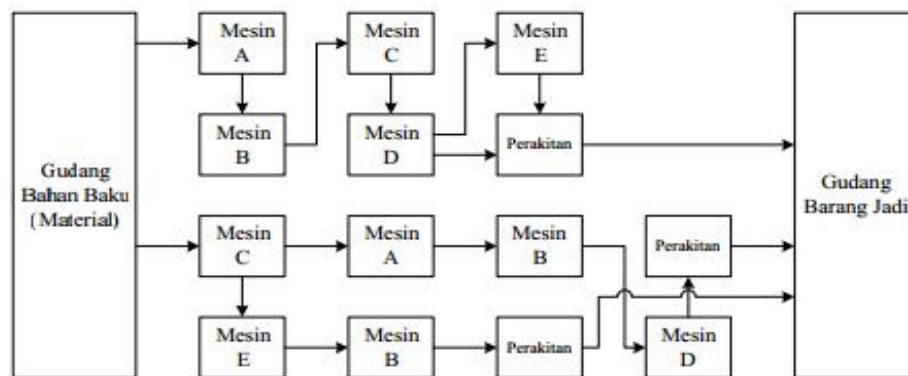 Gudang
Bahan Baku
(Material)
Mesin
A
Mesin
C
Mesin
E
Mesin
B
Mesin
D
Perakitan
Mesin
C
Mesin
A
Mesin
B
Perakitan
Mesin
E
Mesin
B
Perakitan
Mesin
D
Gudang
Barang Jadi